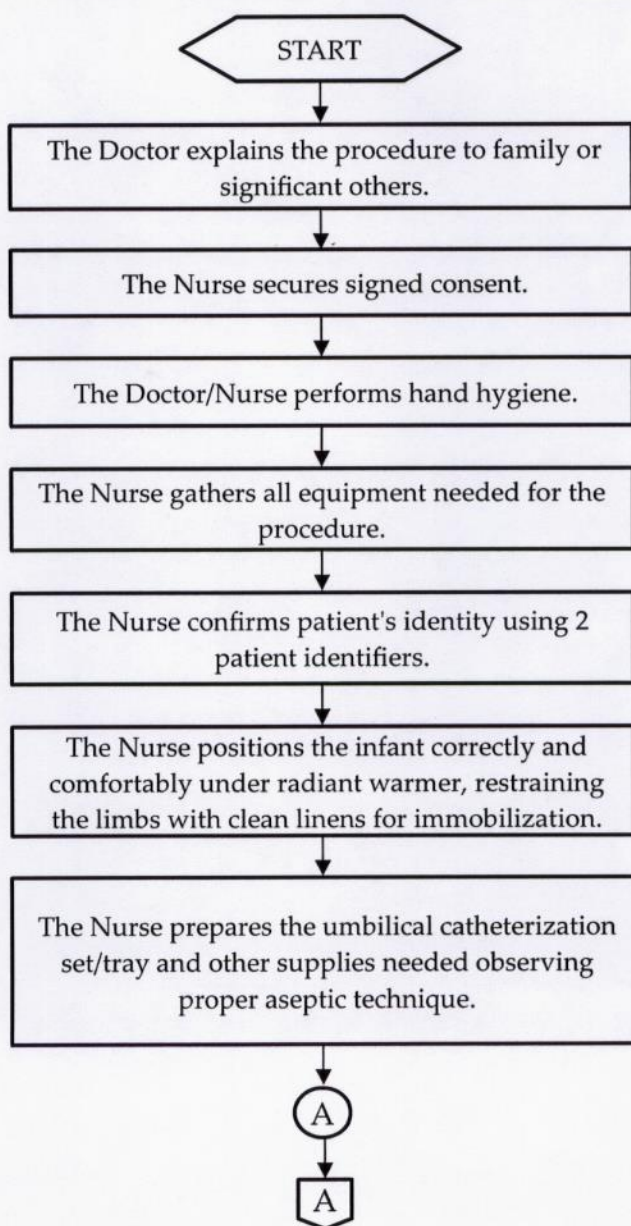 START
The Doctor explains the procedure to family or
significant others.
The Nurse secures signed consent.
The Doctor/Nurse performs hand hygiene.
The Nurse gathers all equipment needed for the
procedure.
The Nurse confirms patient's identity using 2
patient identifiers.
The Nurse positions the infant correctly and
comfortably under radiant warmer, restraining
the limbs with clean linens for immobilization.
The Nurse prepares the umbilical catheterization
set/tray and other supplies needed observing
proper aseptic technique.
A
A